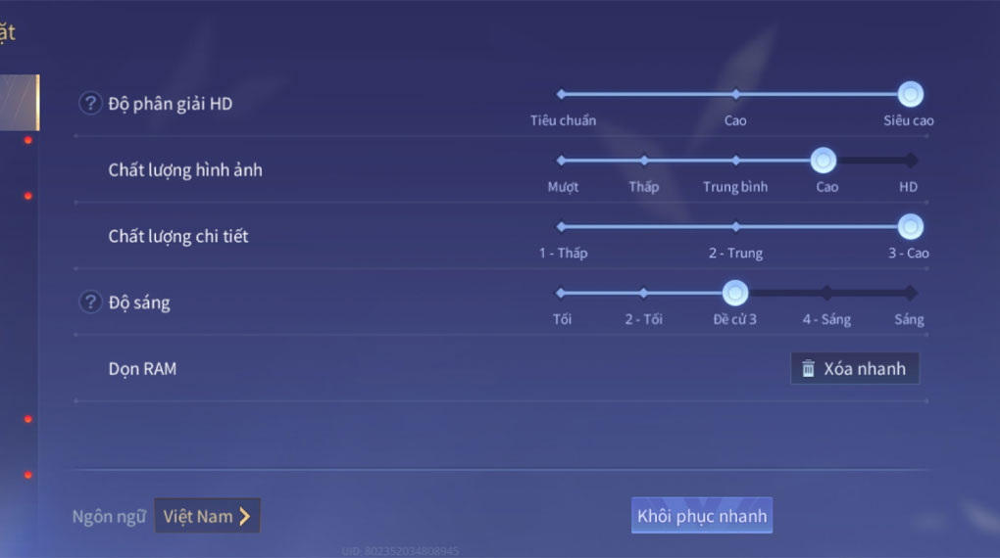 ặt
Độ phân giải HD
Tiêu chuẩn Cao Siêu cao
Chất lượng hình ảnh
Mượt Thấp Trung bình Cao HD
Chất lượng chi tiết
1 - Thấp 2 - Trung 3 - Cao
Độ sáng
Tối 2 - Tối Đề cử 3 4 - Sáng Sáng
Dọn RAM Xóa nhanh
Ngôn ngữ Việt Nam Khôi phục nhanh
UID: 802352034808945